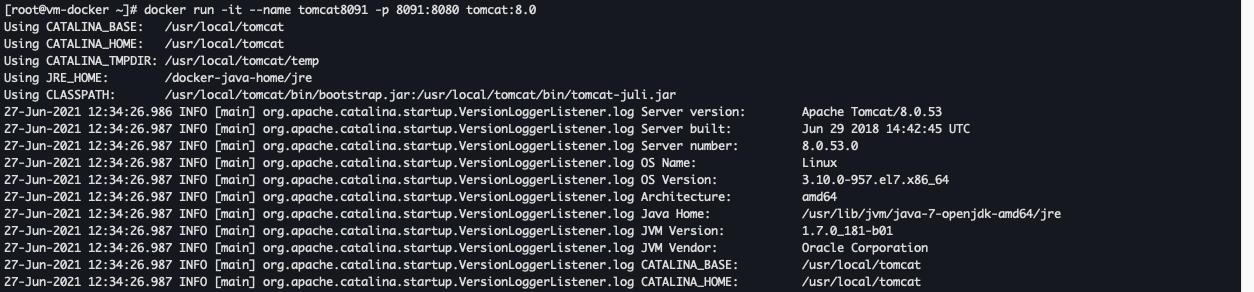 [root@vm-docker ~]# docker run -it --name tomcat8091 -p 8091:8080 tomcat:8.0
Using CATALINA_BASE:   /usr/local/tomcat
Using CATALINA_HOME:   /usr/local/tomcat
Using CATALINA_TMPDIR: /usr/local/tomcat/temp
Using JRE_HOME:        /docker-java-home/jre
Using CLASSPATH:       /usr/local/tomcat/bin/bootstrap.jar:/usr/local/tomcat/bin/tomcat-juli.jar
27-Jun-2021 12:34:26.986 INFO [main] org.apache.catalina.startup.VersionLoggerListener.log Server version:        Apache Tomcat/8.0.53
27-Jun-2021 12:34:26.987 INFO [main] org.apache.catalina.startup.VersionLoggerListener.log Server built:          Jun 29 2018 14:42:45 UTC
27-Jun-2021 12:34:26.987 INFO [main] org.apache.catalina.startup.VersionLoggerListener.log Server number:         8.0.53.0
27-Jun-2021 12:34:26.987 INFO [main] org.apache.catalina.startup.VersionLoggerListener.log OS Name:               Linux
27-Jun-2021 12:34:26.987 INFO [main] org.apache.catalina.startup.VersionLoggerListener.log OS Version:            3.10.0-957.el7.x86_64
27-Jun-2021 12:34:26.987 INFO [main] org.apache.catalina.startup.VersionLoggerListener.log Architecture:          amd64
27-Jun-2021 12:34:26.987 INFO [main] org.apache.catalina.startup.VersionLoggerListener.log Java Home:             /usr/lib/jvm/java-7-openjdk-amd64/jre
27-Jun-2021 12:34:26.987 INFO [main] org.apache.catalina.startup.VersionLoggerListener.log JVM Version:           1.7.0_181-b01
27-Jun-2021 12:34:26.987 INFO [main] org.apache.catalina.startup.VersionLoggerListener.log JVM Vendor:            Oracle Corporation
27-Jun-2021 12:34:26.987 INFO [main] org.apache.catalina.startup.VersionLoggerListener.log CATALINA_BASE:         /usr/local/tomcat
27-Jun-2021 12:34:26.987 INFO [main] org.apache.catalina.startup.VersionLoggerListener.log CATALINA_HOME:         /usr/local/tomcat